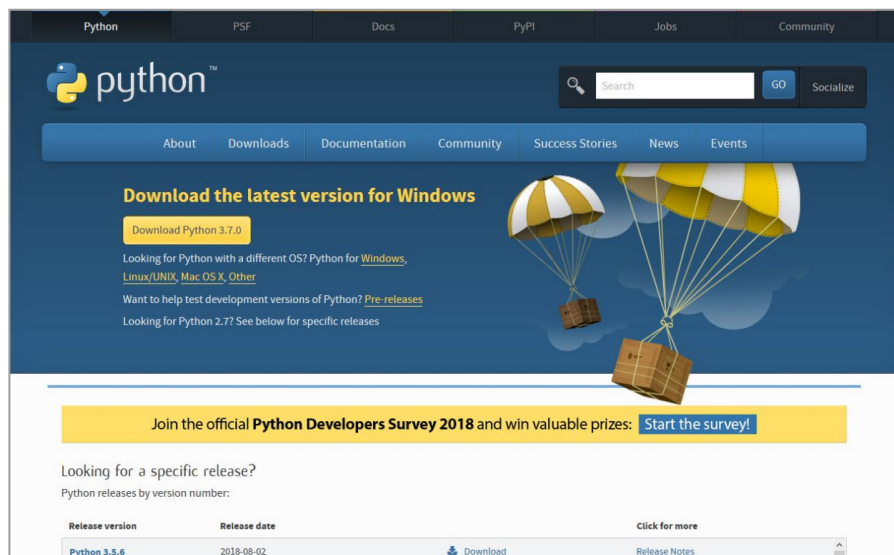 Python PSF Docs PyPI Jobs Community
python™
Search GO Socialize
About Downloads Documentation Community Success Stories News Events
Download the latest version for Windows
Download Python 3.7.0
Looking for Python with a different OS? Python for Windows,
Linux/UNIX, Mac OS X, Other
Want to help test development versions of Python? Pre-releases
Looking for Python 2.7? See below for specific releases
Join the official Python Developers Survey 2018 and win valuable prizes: Start the survey!
Looking for a specific release?
Python releases by version number:
Release version Release date Click for more
Python 3.5.6 2018-08-02 Download Release Notes